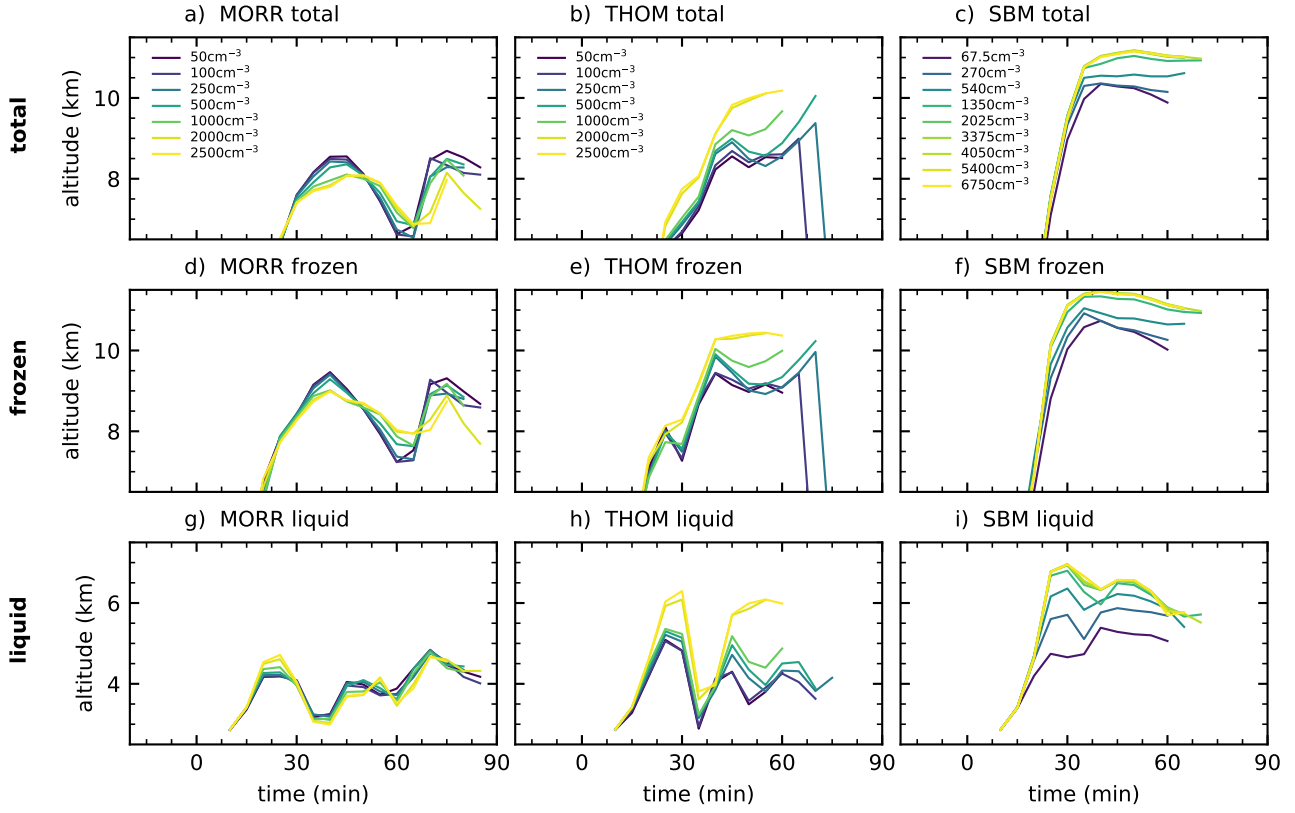 a) MORR total
b) THOM total
c) SBM total
total
altitude (km)
10
8
50cm⁻³
100cm⁻³
250cm⁻³
500cm⁻³
1000cm⁻³
2000cm⁻³
2500cm⁻³
50cm⁻³
100cm⁻³
250cm⁻³
500cm⁻³
1000cm⁻³
2000cm⁻³
2500cm⁻³
67.5cm⁻³
270cm⁻³
540cm⁻³
1350cm⁻³
2025cm⁻³
3375cm⁻³
4050cm⁻³
5400cm⁻³
6750cm⁻³
d) MORR frozen
e) THOM frozen
f) SBM frozen
frozen
altitude (km)
10
8
g) MORR liquid
h) THOM liquid
i) SBM liquid
liquid
altitude (km)
6
4
0 30 60 90
0 30 60 90
0 30 60 90
time (min)
time (min)
time (min)